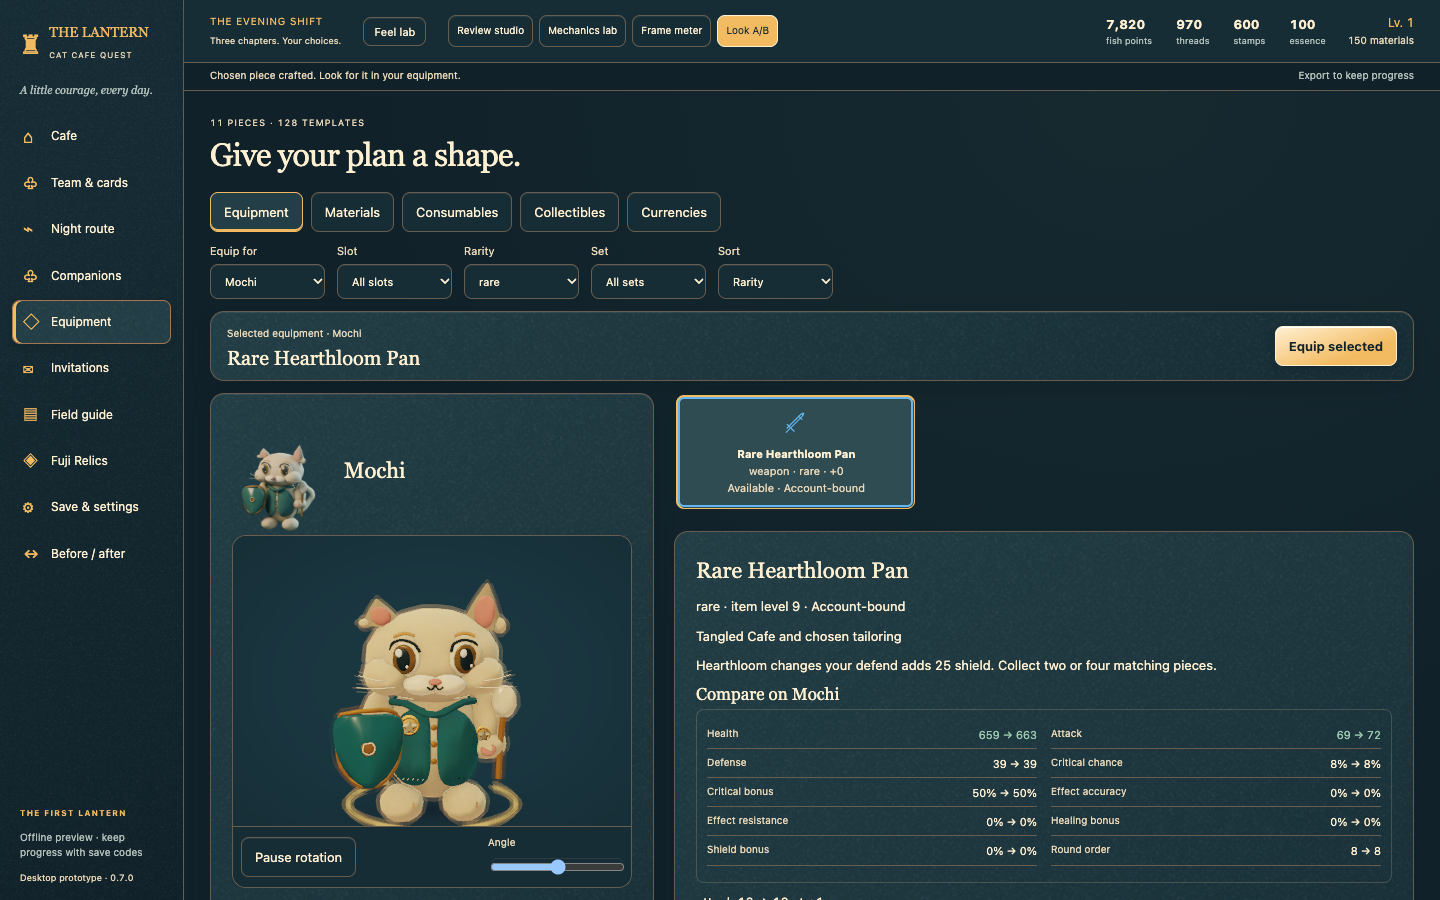 THE LANTERN
CAT CAFE QUEST
A little courage, every day.
Cafe
Team & cards
Night route
Companions
Equipment
Invitations
Field guide
Fuji Relics
Save & settings
Before / after
THE FIRST LANTERN
Offline preview · keep
progress with save codes
Desktop prototype · 0.7.0
THE EVENING SHIFT
Three chapters. Your choices.
Feel lab
Review studio
Mechanics lab
Frame meter
Look A/B
7,820
fish points
970
threads
600
stamps
100
essence
Lv. 1
150 materials
Chosen piece crafted. Look for it in your equipment.
Export to keep progress
11 PIECES · 128 TEMPLATES
Give your plan a shape.
Equipment
Materials
Consumables
Collectibles
Currencies
Equip for
Slot
Rarity
Set
Sort
Mochi
All slots
rare
All sets
Rarity
Selected equipment · Mochi
Rare Hearthloom Pan
Equip selected
Mochi
Pause rotation
Angle
Rare Hearthloom Pan
weapon · rare · +0
Available · Account-bound
Rare Hearthloom Pan
rare · item level 9 · Account-bound
Tangled Cafe and chosen tailoring
Hearthloom changes your defend adds 25 shield. Collect two or four matching pieces.
Compare on Mochi
Health 659 → 663
Attack 69 → 72
Defense 39 → 39
Critical chance 8% → 8%
Critical bonus 50% → 50%
Effect accuracy 0% → 0%
Effect resistance 0% → 0%
Healing bonus 0% → 0%
Shield bonus 0% → 0%
Round order 8 → 8